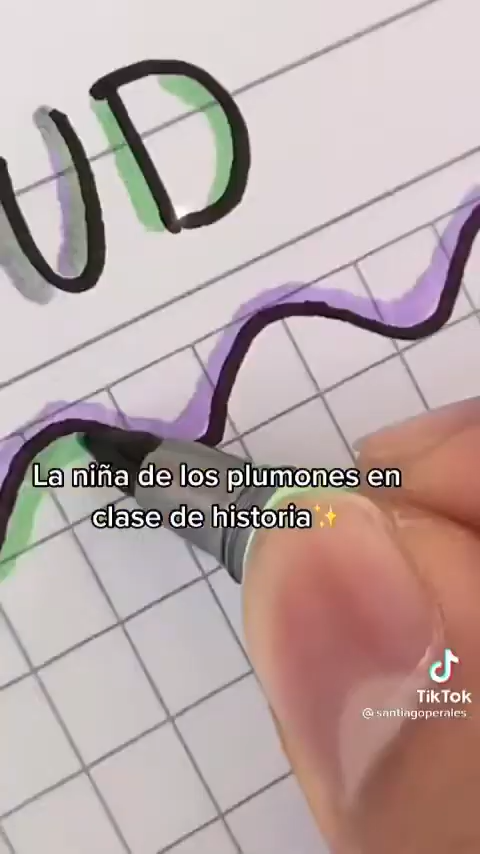 UD
La niña de los plumones en
clase de historia✨
TikTok
@santiagoperales